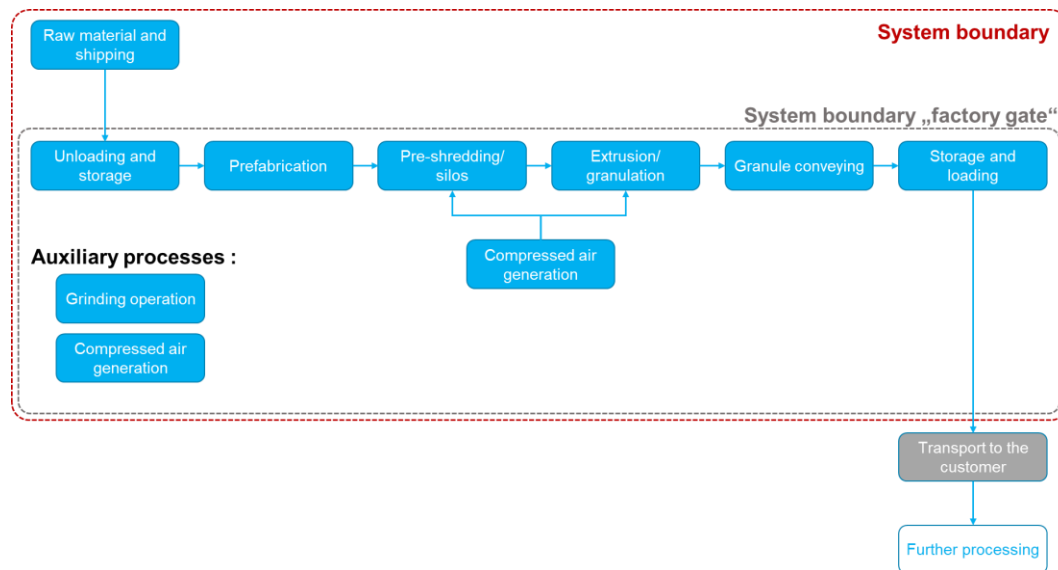 Raw material and
shipping
System boundary
System boundary „factory gate“
Unloading and
storage
Prefabrication
Pre-shredding/
silos
Extrusion/
granulation
Granule conveying
Storage and
loading
Compressed air
generation
Auxiliary processes :
Grinding operation
Compressed air
generation
Transport to the
customer
Further processing